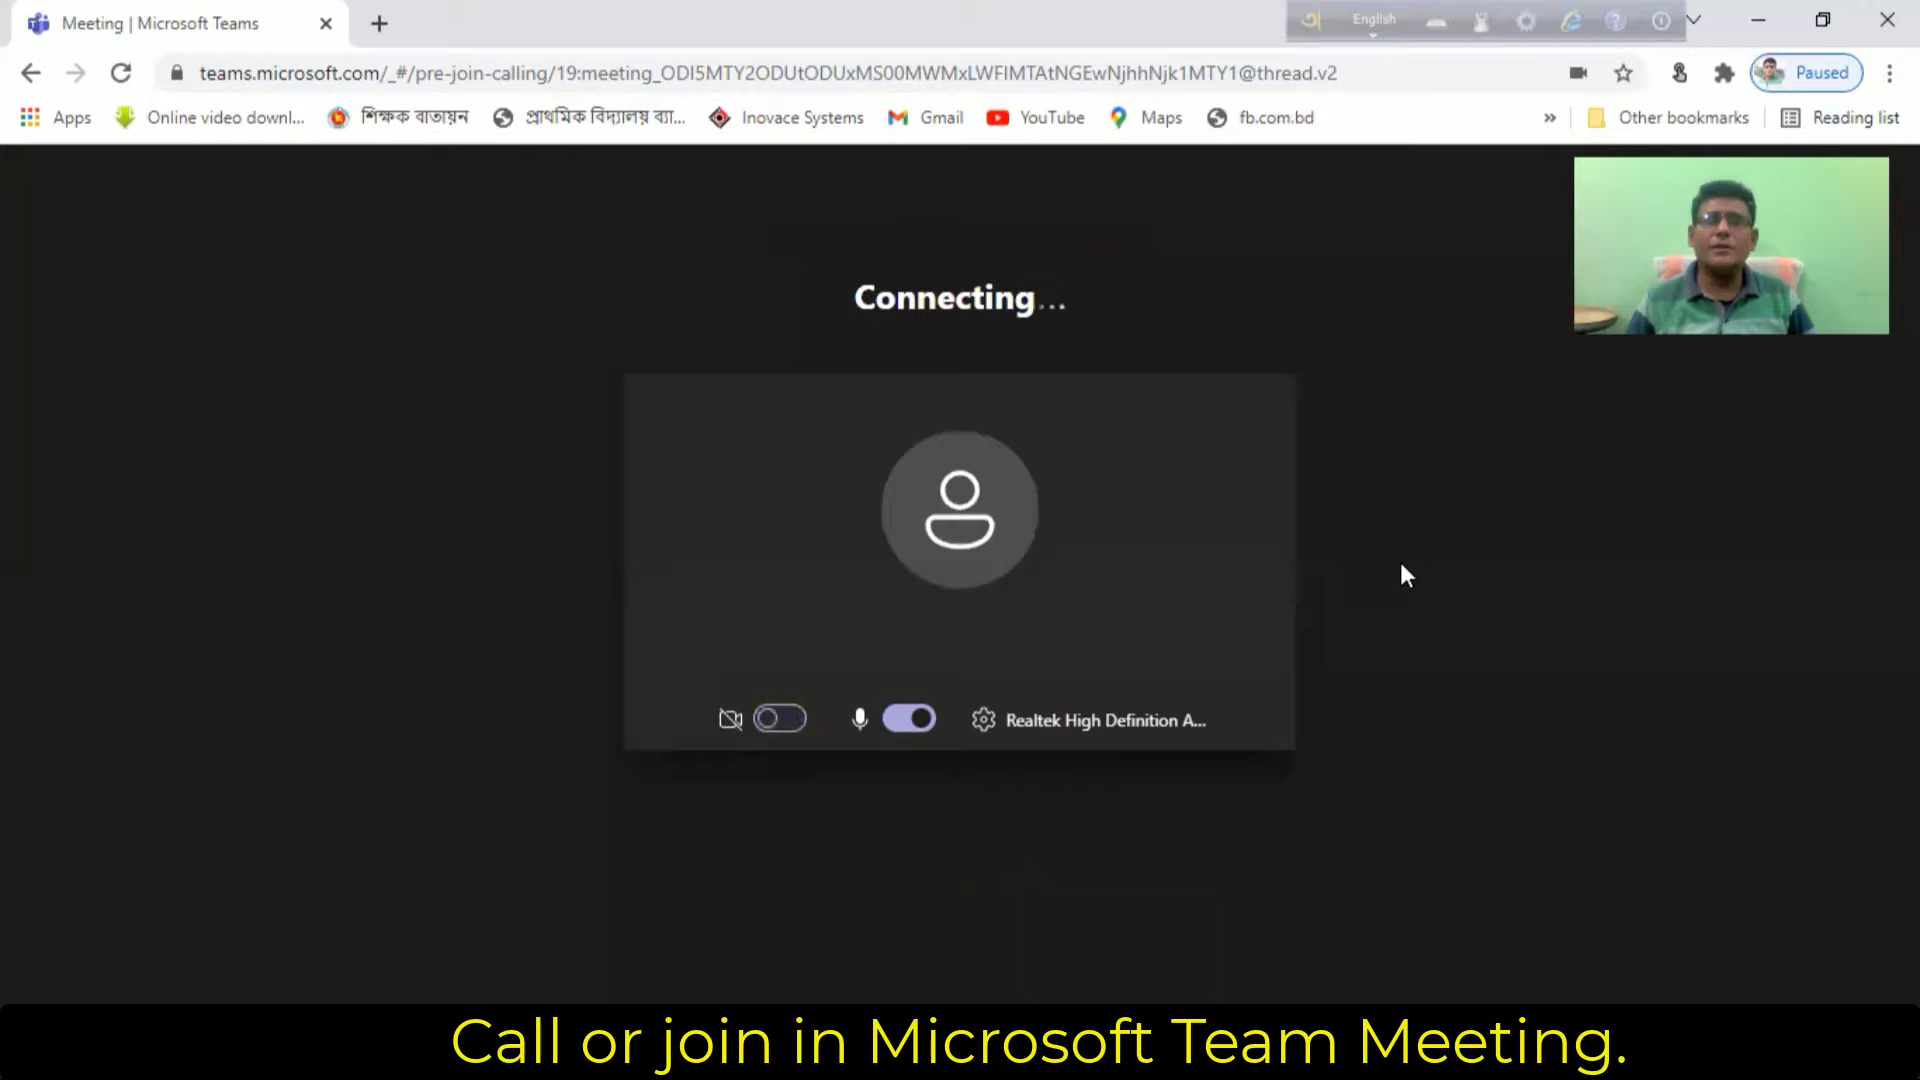 Meeting | Microsoft Teams
English
teams.microsoft.com/_#/pre-join-calling/19:meeting_ODI5MTY2ODUtODUxMS00MWMxLWFlMTAtNGEwNjhhNjk1MTY1@thread.v2
Paused
Apps Online video downl... শিক্ষক বাতায়ন প্রাথমিক বিদ্যালয় ব্যা... Inovace Systems Gmail YouTube Maps fb.com.bd » Other bookmarks Reading list
Connecting...
Realtek High Definition A...
Call or join in Microsoft Team Meeting.